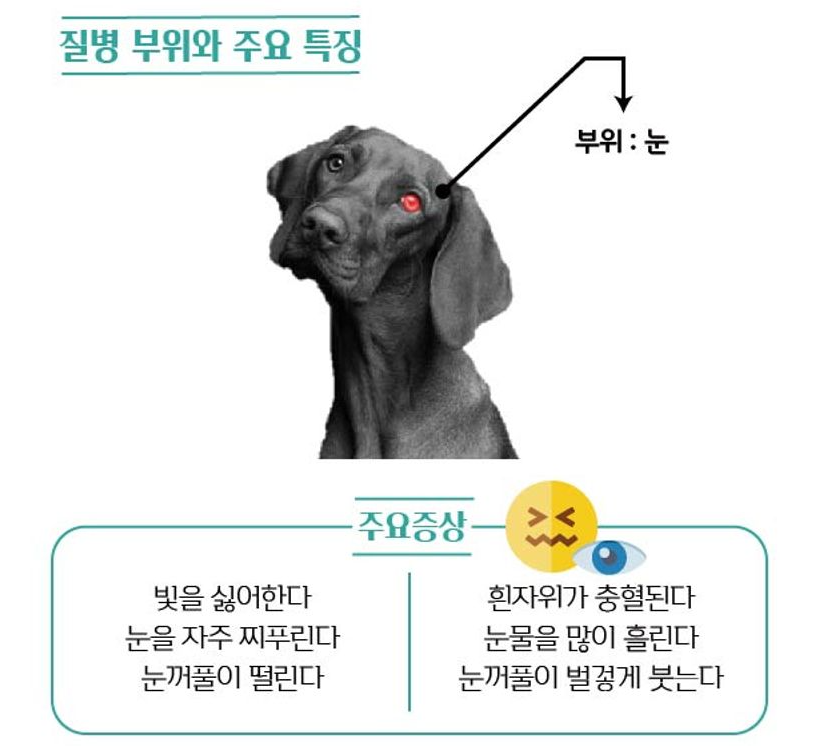 질병 부위와 주요 특징
부위 : 눈
주요증상
빛을 싫어한다
눈을 자주 찌푸린다
눈꺼풀이 떨린다
흰자위가 충혈된다
눈물을 많이 흘린다
눈꺼풀이 벌겋게 붓는다